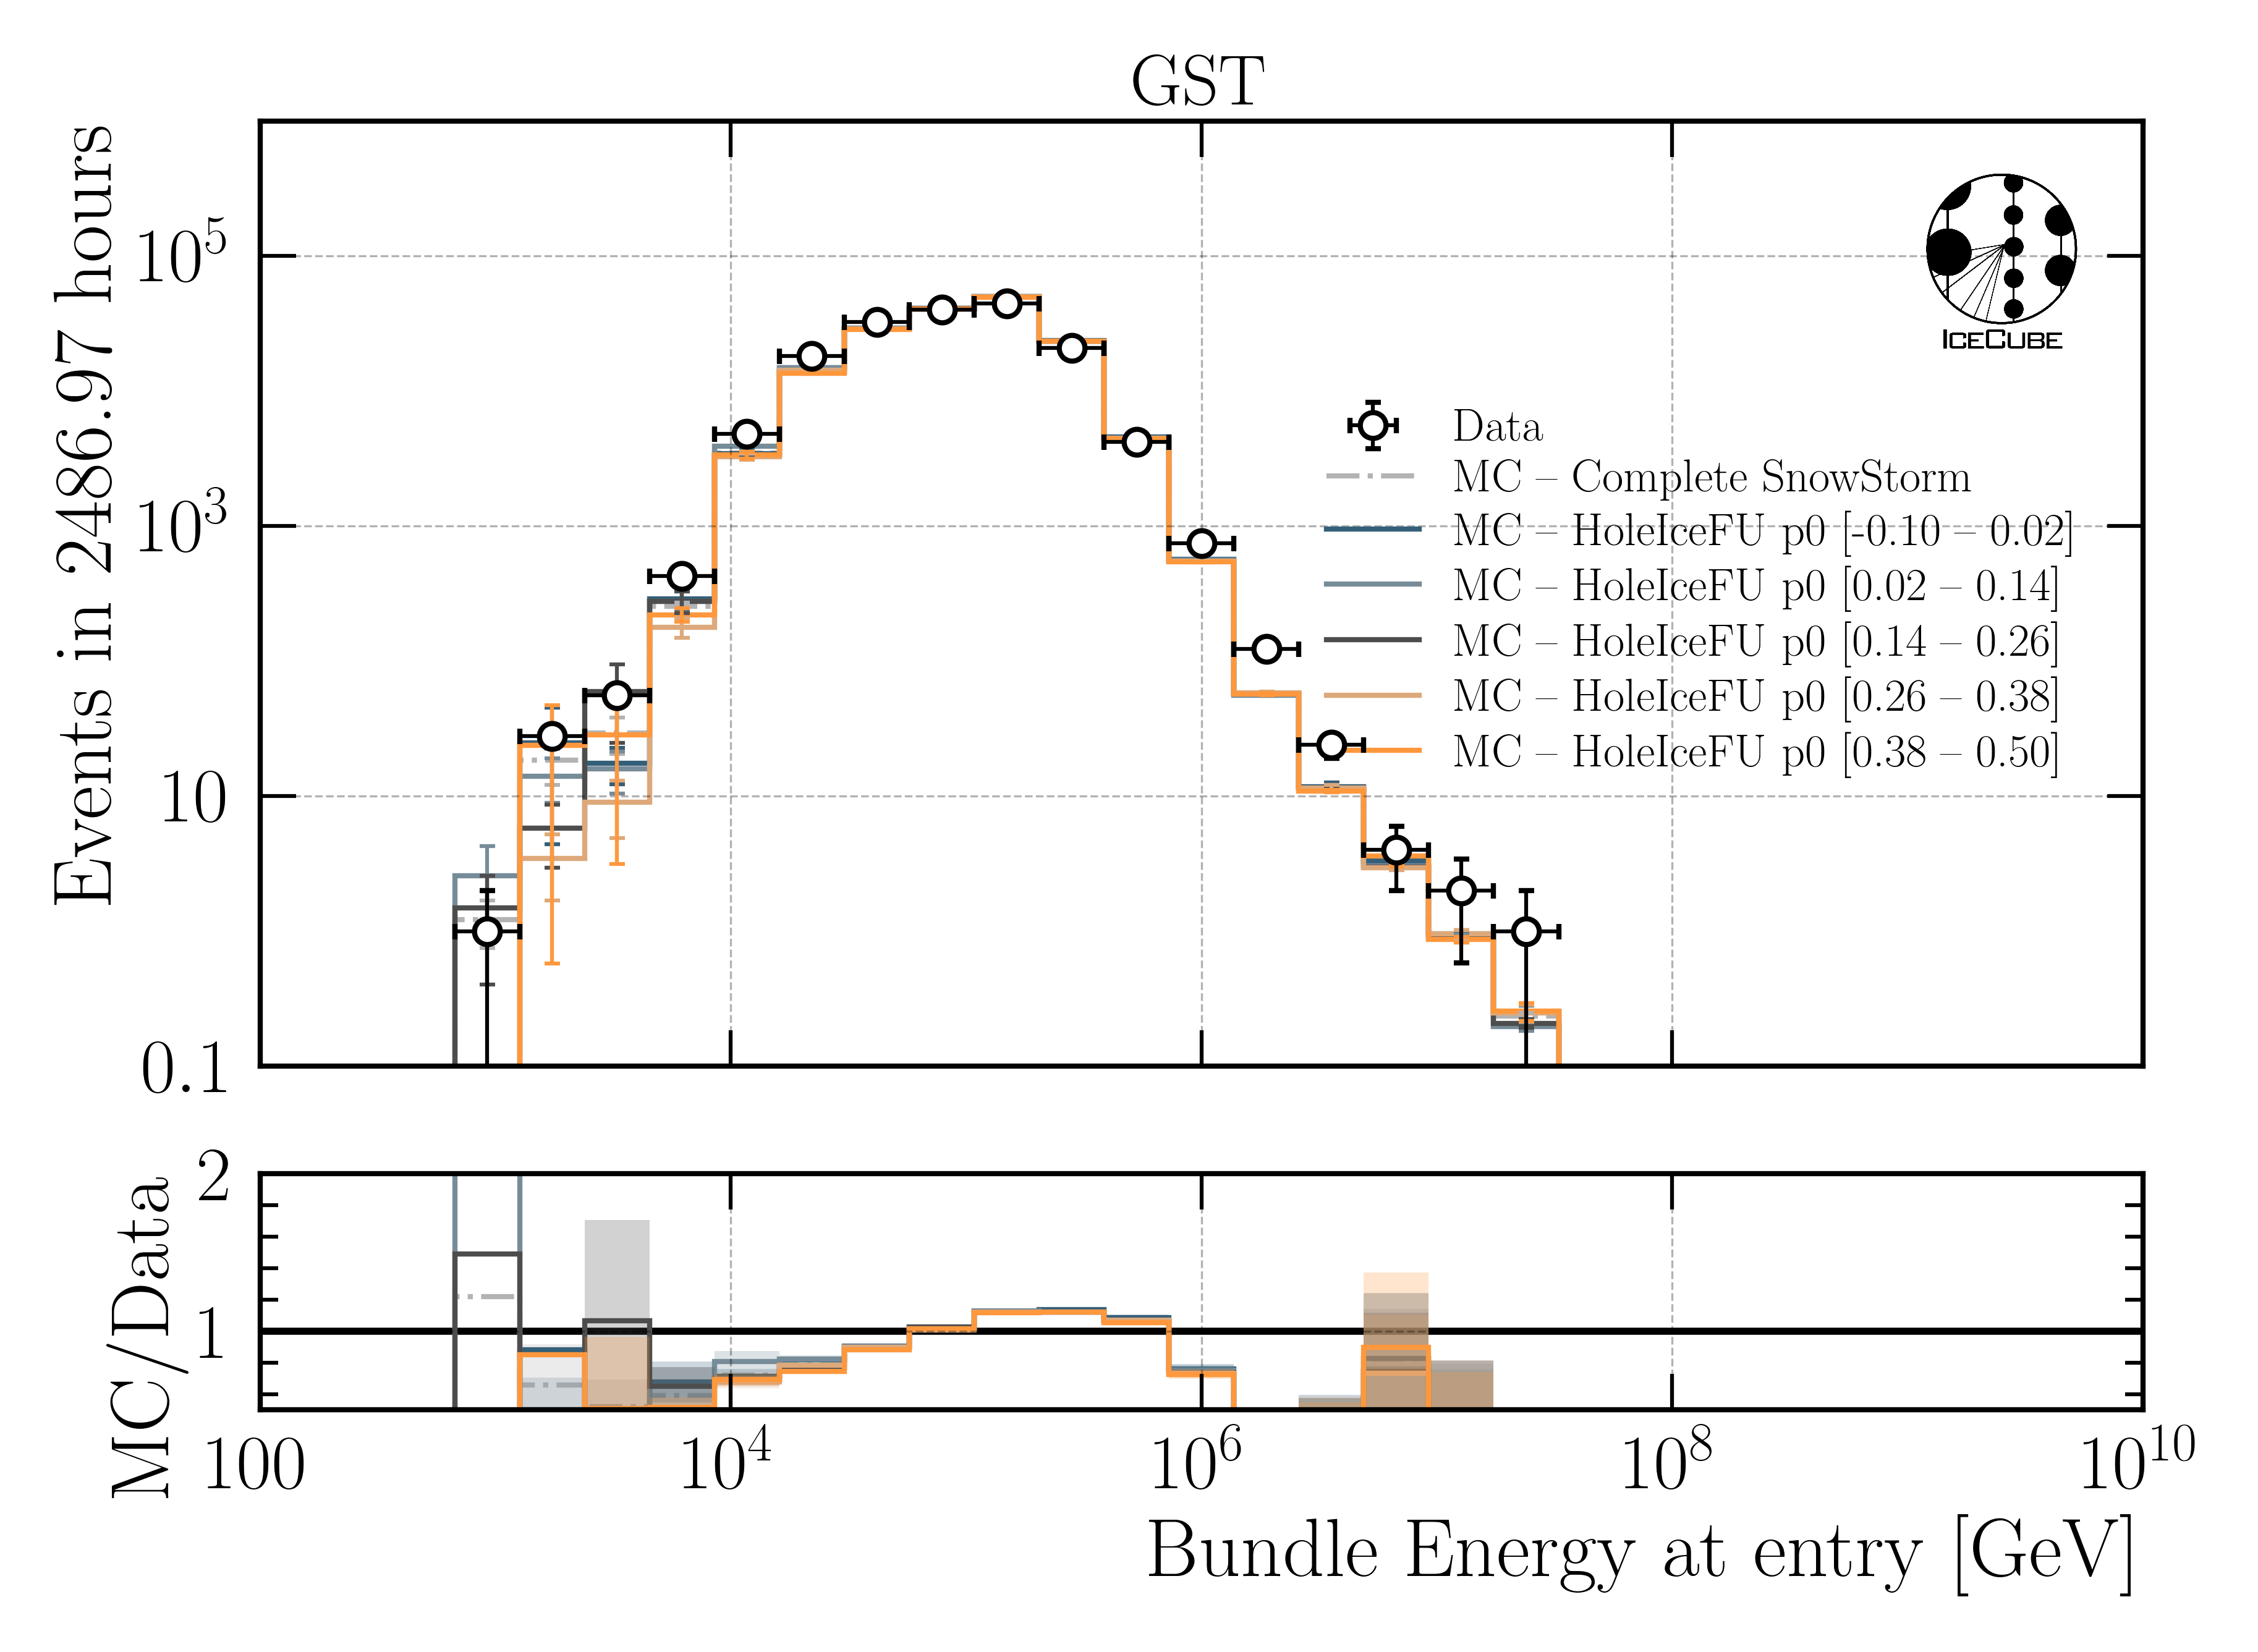 GST
Events in 2486.97 hours
10^5
10^3
10
0.1
ICECUBE
Data
MC – Complete SnowStorm
MC – HoleIceFU p0 [-0.10 – 0.02]
MC – HoleIceFU p0 [0.02 – 0.14]
MC – HoleIceFU p0 [0.14 – 0.26]
MC – HoleIceFU p0 [0.26 – 0.38]
MC – HoleIceFU p0 [0.38 – 0.50]
MC/Data
2
1
100 10^4 10^6 10^8 10^10
Bundle Energy at entry [GeV]